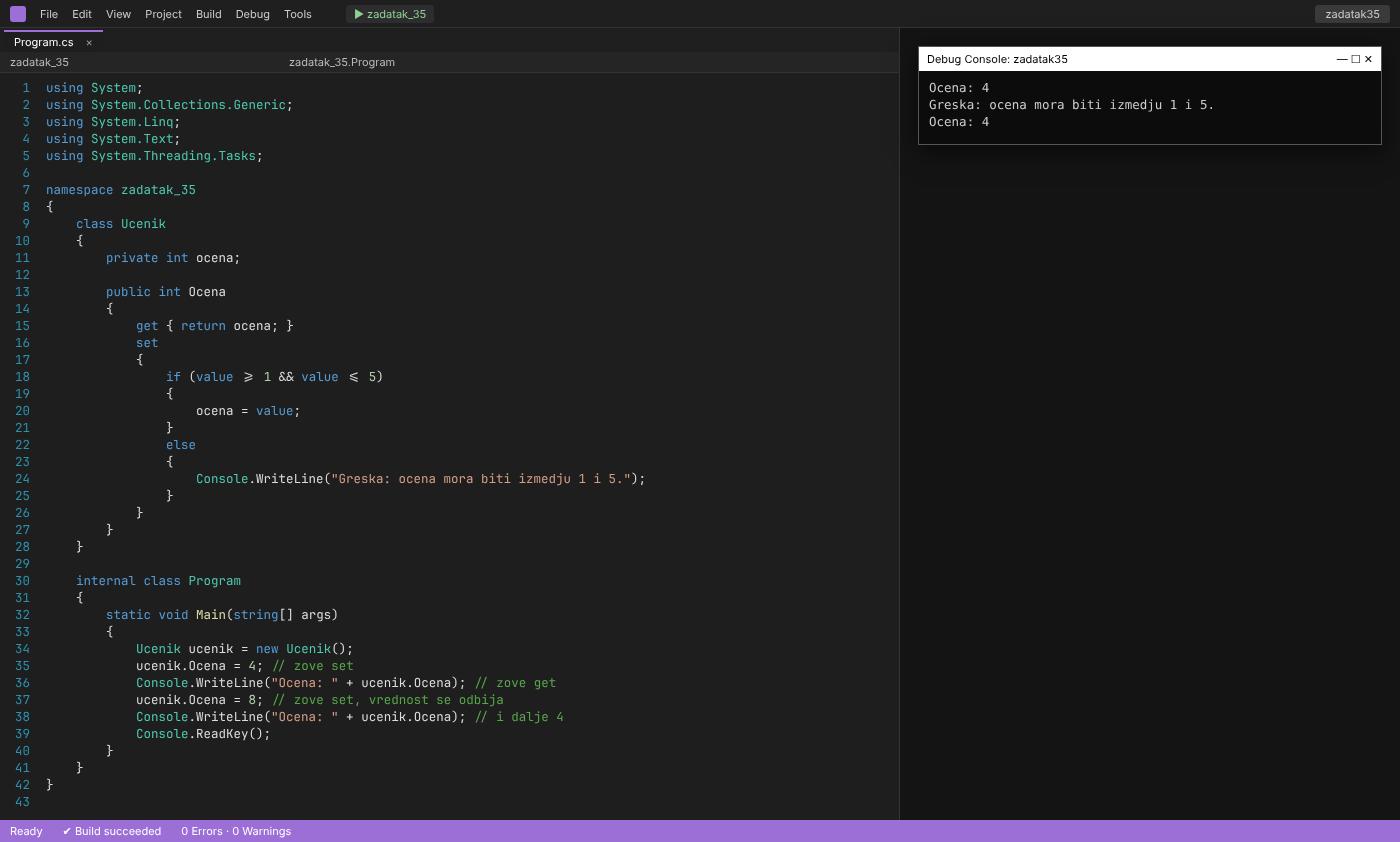 File Edit View Project Build Debug Tools ▶ zadatak_35 zadatak35
Program.cs ×
zadatak_35 zadatak_35.Program
1 using System;
2 using System.Collections.Generic;
3 using System.Linq;
4 using System.Text;
5 using System.Threading.Tasks;
6
7 namespace zadatak_35
8 {
9 class Ucenik
10 {
11 private int ocena;
12
13 public int Ocena
14 {
15 get { return ocena; }
16 set
17 {
18 if (value >= 1 && value <= 5)
19 {
20 ocena = value;
21 }
22 else
23 {
24 Console.WriteLine("Greska: ocena mora biti izmedju 1 i 5.");
25 }
26 }
27 }
28 }
29
30 internal class Program
31 {
32 static void Main(string[] args)
33 {
34 Ucenik ucenik = new Ucenik();
35 ucenik.Ocena = 4; // zove set
36 Console.WriteLine("Ocena: " + ucenik.Ocena); // zove get
37 ucenik.Ocena = 8; // zove set, vrednost se odbija
38 Console.WriteLine("Ocena: " + ucenik.Ocena); // i dalje 4
39 Console.ReadKey();
40 }
41 }
42 }
43
Debug Console: zadatak35 — ☐ ✕
Ocena: 4
Greska: ocena mora biti izmedju 1 i 5.
Ocena: 4
Ready ✔ Build succeeded 0 Errors · 0 Warnings